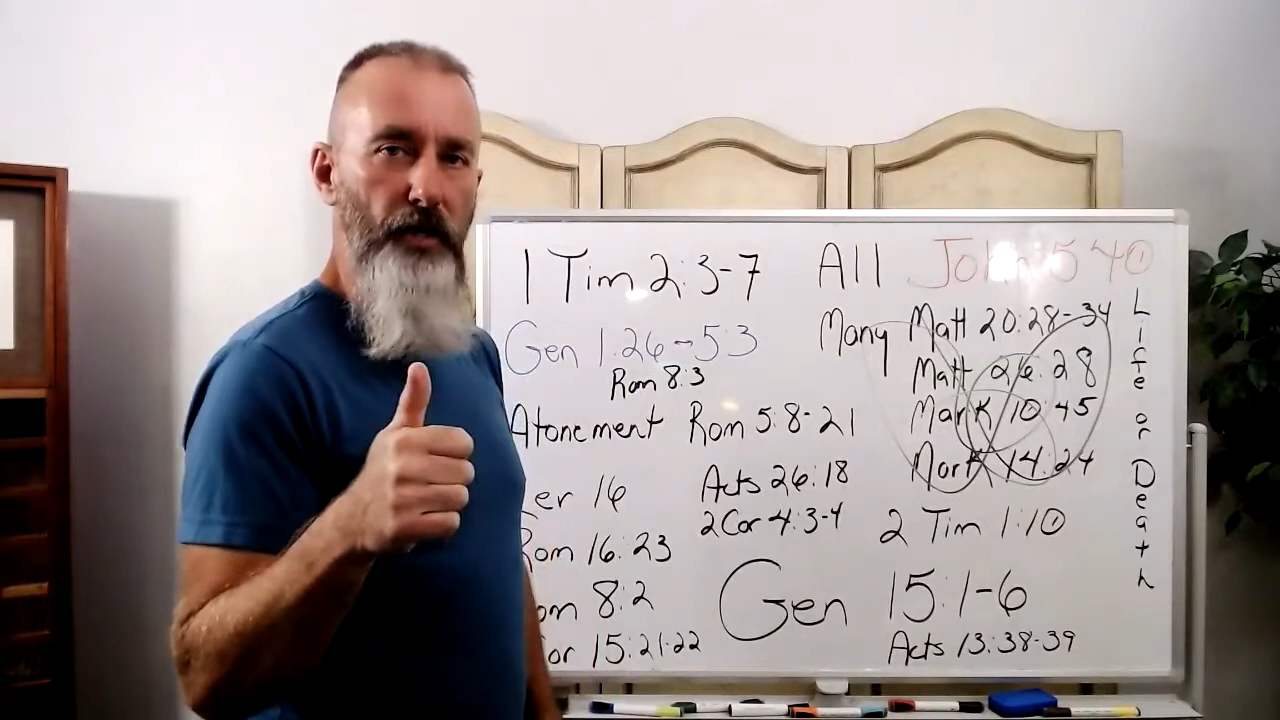 1 Tim 2:3-7
All
John 5 40
Gen 1:26-5:3
Rom 8:3
Many
Matt 20:28-34
Matt 26:28
Mark 10:45
Mark 14:24
Life or Death
Atonement Rom 5:8-21
er 16
Acts 26:18
2Cor 4:3-4
2 Tim 1:10
Rom 16:23
om 8:2
Gen 15:1-6
or 15:21-22
Acts 13:38-39